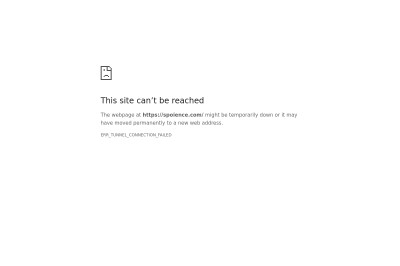 This site can't be reached
The webpage at https://spoience.com/ might be temporarily down or it may
have moved permanently to a new web address.
ERR_TUNNEL_CONNECTION_FAILED